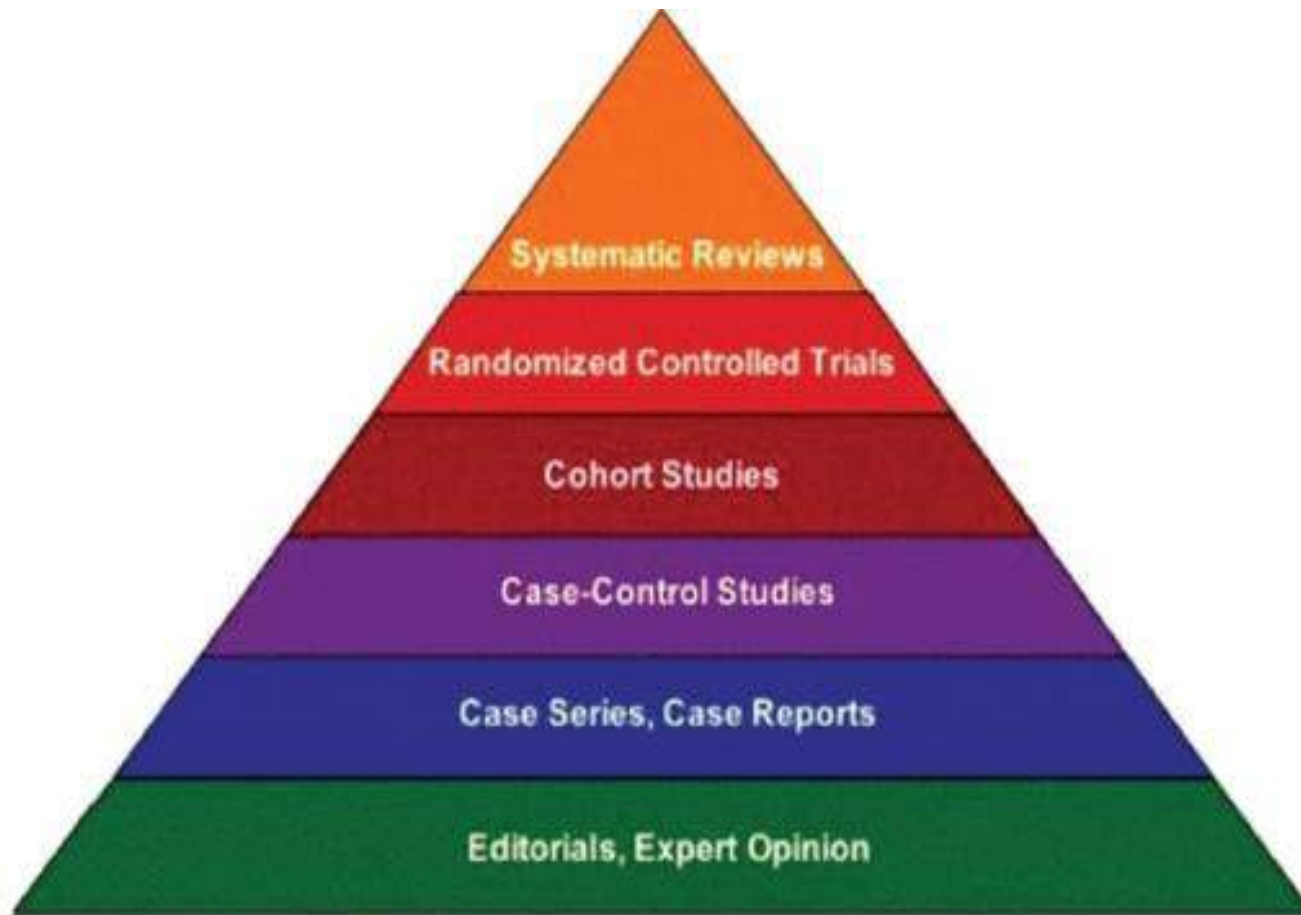 Systematic Reviews
Randomized Controlled Trials
Cohort Studies
Case-Control Studies
Case Series, Case Reports
Editorials, Expert Opinion